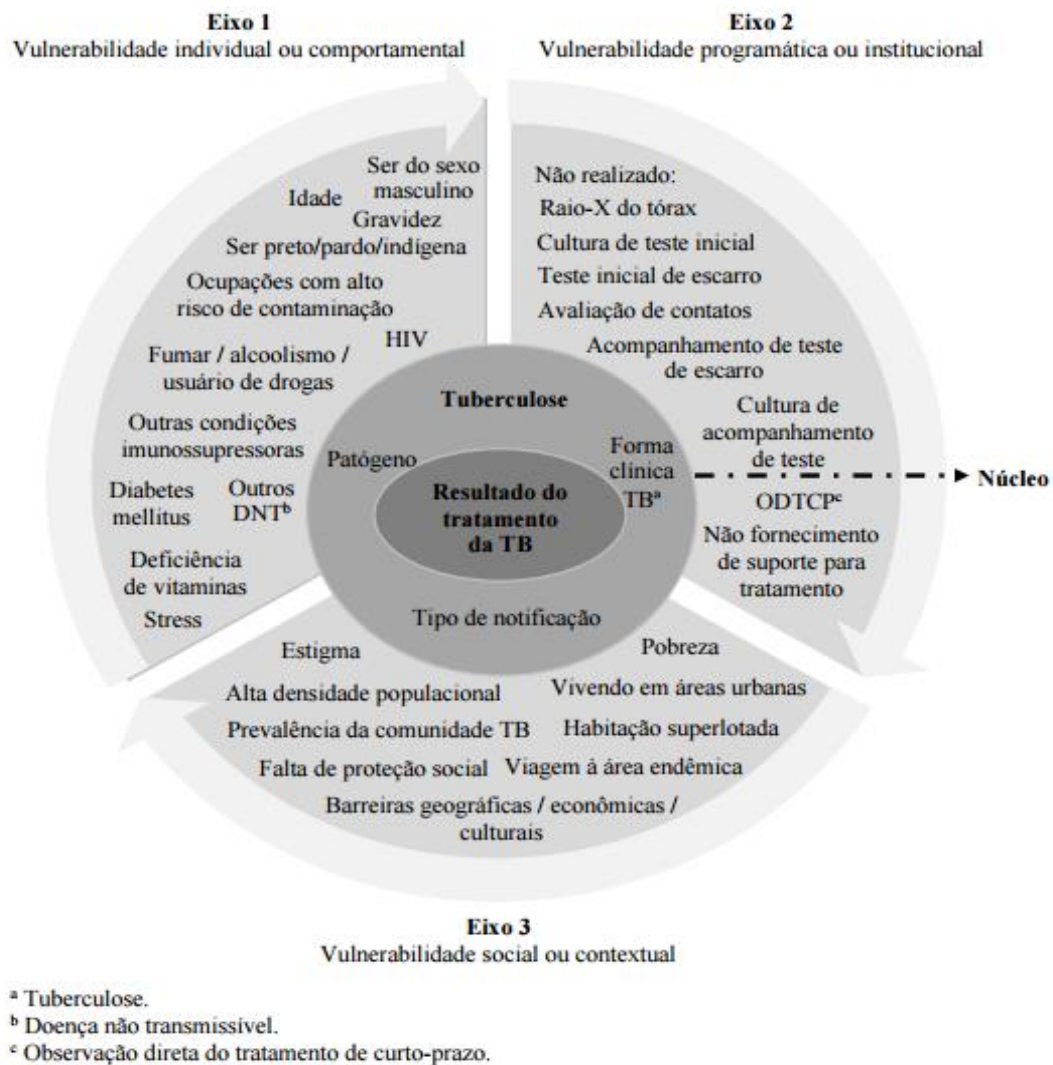 Eixo 1
Vulnerabilidade individual ou comportamental
Eixo 2
Vulnerabilidade programática ou institucional
Ser do sexo
masculino
Idade
Gravidez
Ser preto/pardo/indígena
Ocupações com alto
risco de contaminação
HIV
Fumar / alcoolismo /
usuário de drogas
Outras condições
imunossupressoras
Diabetes
mellitus
Outros
DNTᵇ
Deficiência
de vitaminas
Stress
Não realizado:
Raio-X do tórax
Cultura de teste inicial
Teste inicial de escarro
Avaliação de contatos
Acompanhamento de teste
de escarro
Cultura de
acompanhamento
de teste
ODTCPᶜ
Não fornecimento
de suporte para
tratamento
Núcleo
Tuberculose
Patógeno
Forma
clínica
TBᵃ
Resultado do
tratamento
da TB
Tipo de notificação
Estigma
Pobreza
Alta densidade populacional
Vivendo em áreas urbanas
Prevalência da comunidade TB
Habitação superlotada
Falta de proteção social
Viagem à área endêmica
Barreiras geográficas / econômicas /
culturais
Eixo 3
Vulnerabilidade social ou contextual
ᵃ Tuberculose.
ᵇ Doença não transmissível.
ᶜ Observação direta do tratamento de curto-prazo.